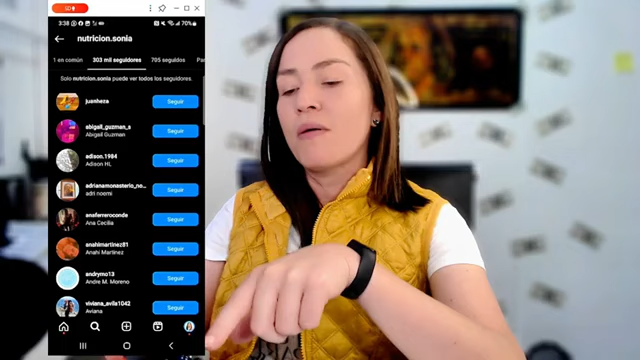 3:38
70%
nutricion.sonia
1 en común 303 mil seguidores 705 seguidos
Solo nutricion.sonia puede ver todos los seguidores.
juanheza
Seguir
abigail_guzman_s
Abigail Guzman
Seguir
adison.1984
Adison HL
Seguir
adrianamonasterio_no...
adri noemi
Seguir
anaferreroconde
Ana Cecilia
Seguir
anahimartinez81
Anahi Martinez
Seguir
andrymo13
Andre M. Moreno
Seguir
viviana_avila1042
Aviana
Seguir